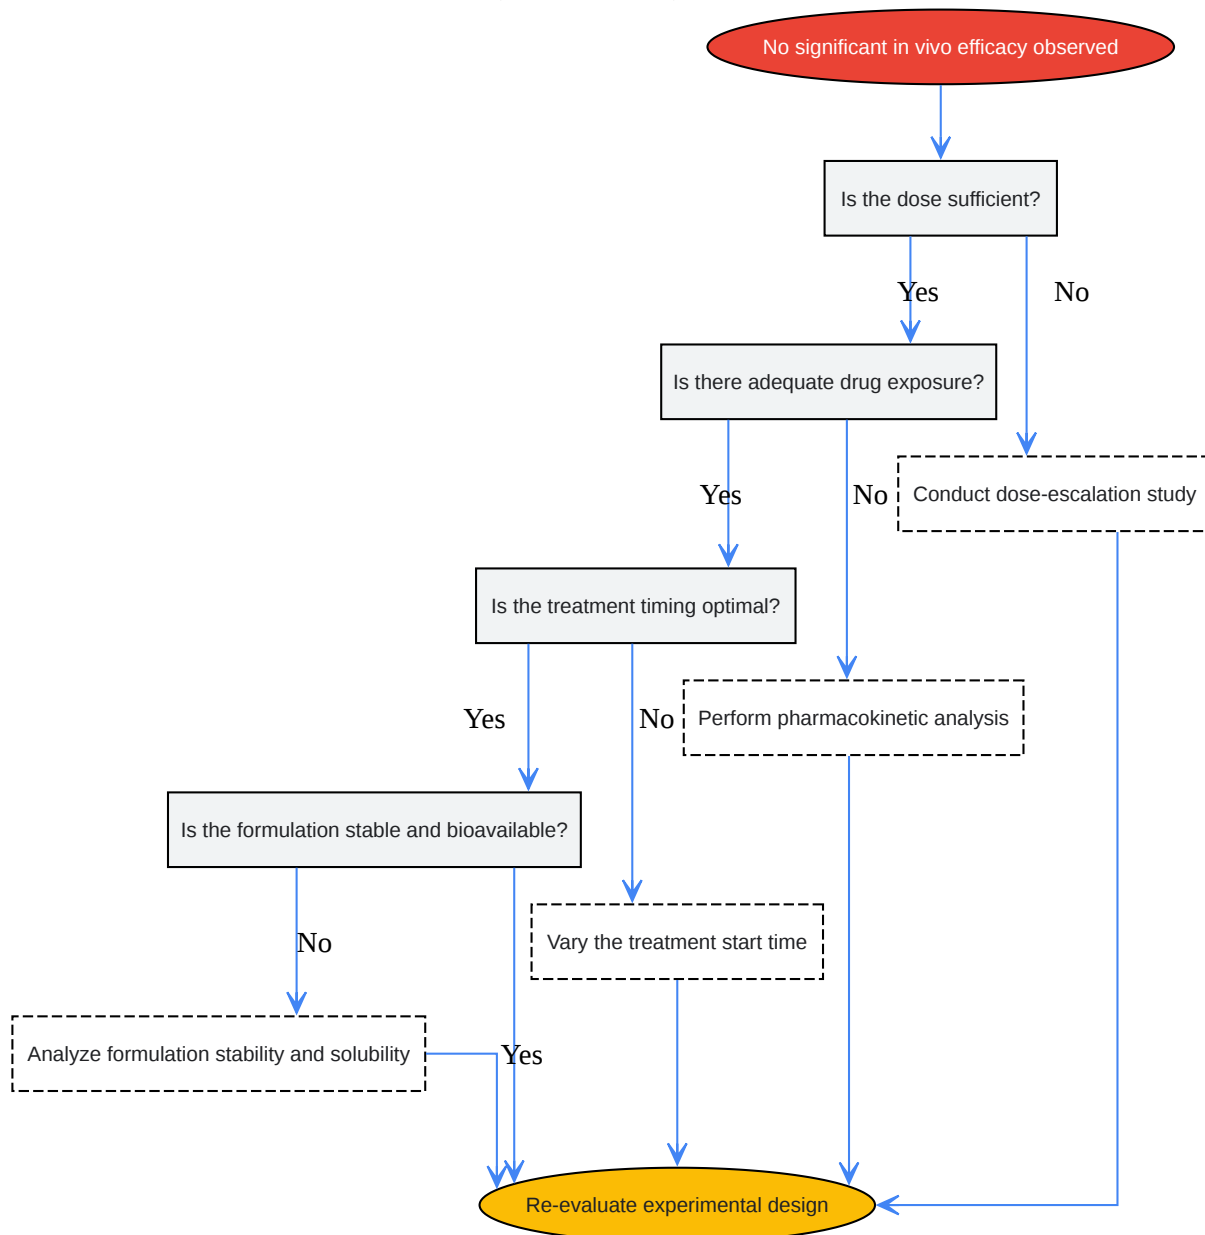 No significant in vivo efficacy observed
Is the dose sufficient?
Yes
No
Is there adequate drug exposure?
Yes
No
Conduct dose-escalation study
Is the treatment timing optimal?
Yes
No
Perform pharmacokinetic analysis
Is the formulation stable and bioavailable?
No
Vary the treatment start time
Analyze formulation stability and solubility
Yes
Re-evaluate experimental design